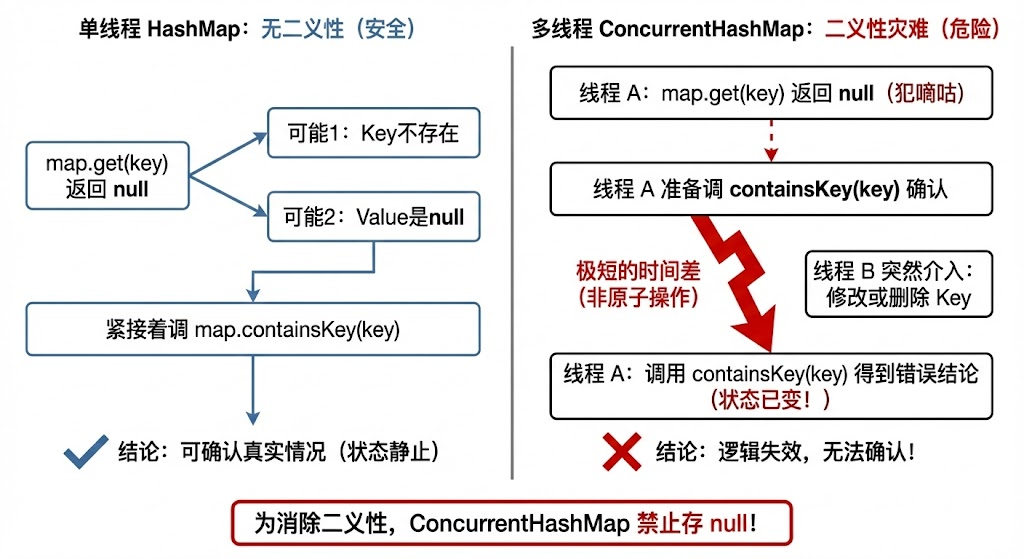 单线程 HashMap：无二义性（安全）
map.get(key)
返回 null
可能1：Key不存在
可能2：Value是null
紧接着调 map.containsKey(key)
结论：可确认真实情况（状态静止）
多线程 ConcurrentHashMap：二义性灾难（危险）
线程 A：map.get(key) 返回 null（犯嘀咕）
线程 A 准备调 containsKey(key) 确认
极短的时间差
（非原子操作）
线程 B 突然介入：
修改或删除 Key
线程 A：调用 containsKey(key) 得到错误结论
（状态已变！）
结论：逻辑失效，无法确认！
为消除二义性，ConcurrentHashMap 禁止存 null！